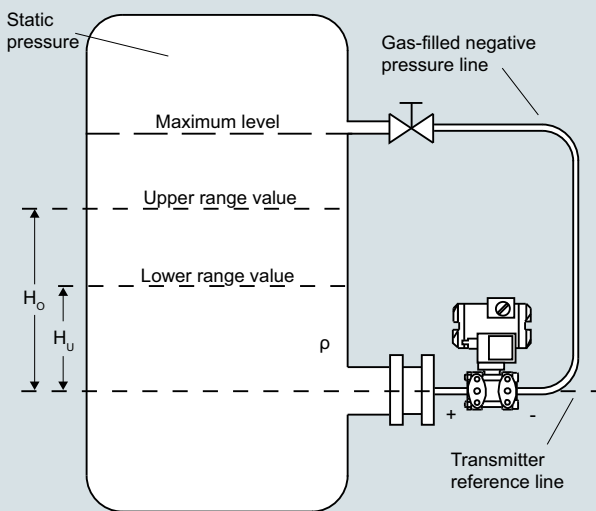 Static
pressure
Gas-filled negative
pressure line
Maximum level
Upper range value
Lower range value
H_O
H_U
ρ
+ -
Transmitter
reference line